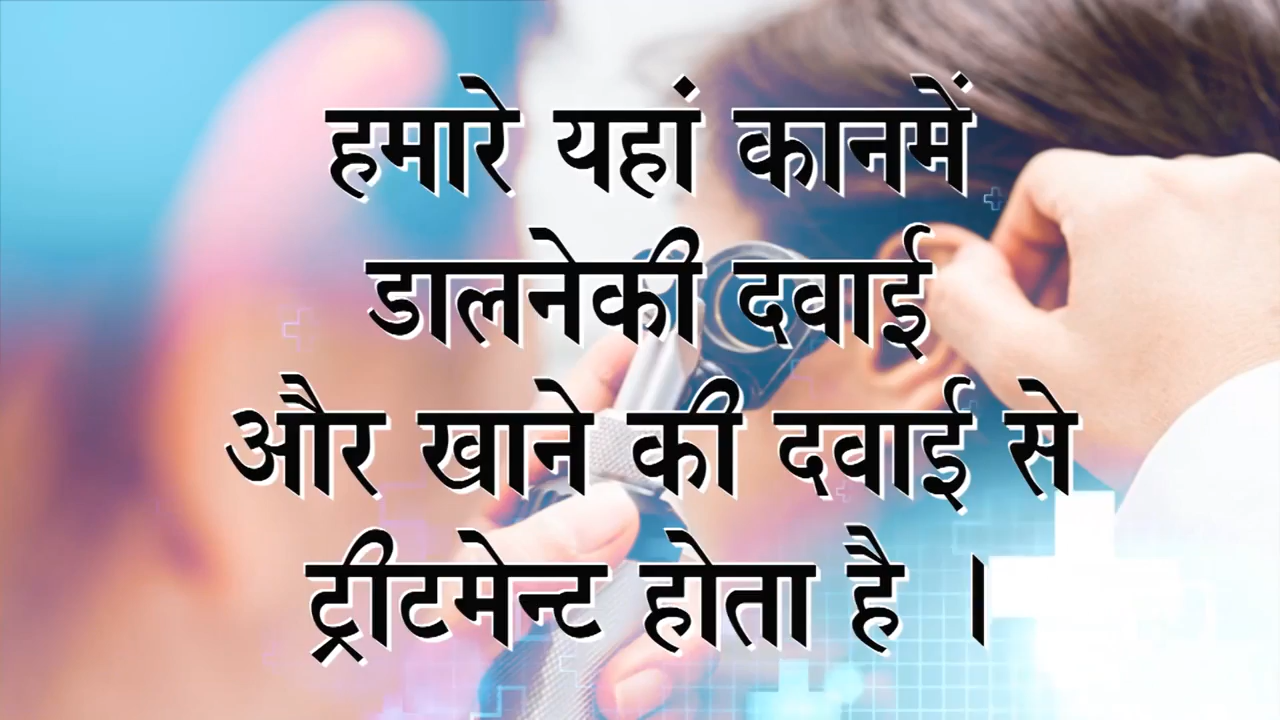 हमारे यहां कानमें
डालनेकी दवाई
और खाने की दवाई से
ट्रीटमेन्ट होता है ।